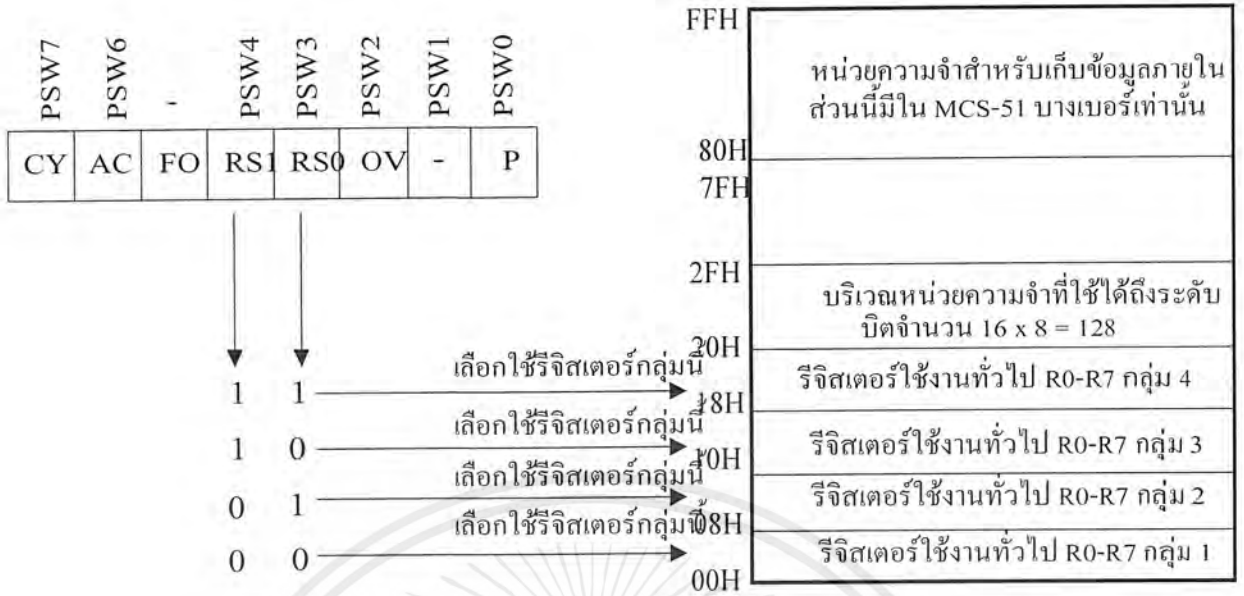 PSW7 PSW6 - PSW4 PSW3 PSW2 PSW1 PSW0
CY AC FO RS1 RS0 OV - P
1 1 เลือกใช้รีจิสเตอร์กลุ่มนี้
1 0 เลือกใช้รีจิสเตอร์กลุ่มนี้
0 1 เลือกใช้รีจิสเตอร์กลุ่มนี้
0 0 เลือกใช้รีจิสเตอร์กลุ่มนี้
FFH
หน่วยความจำสำหรับเก็บข้อมูลภายใน
ส่วนนี้มีใน MCS-51 บางเบอร์เท่านั้น
80H
7FH
2FH
บริเวณหน่วยความจำที่ใช้ได้ถึงระดับ
บิตจำนวน 16 x 8 = 128
20H
รีจิสเตอร์ใช้งานทั่วไป R0-R7 กลุ่ม 4
18H
รีจิสเตอร์ใช้งานทั่วไป R0-R7 กลุ่ม 3
10H
รีจิสเตอร์ใช้งานทั่วไป R0-R7 กลุ่ม 2
08H
รีจิสเตอร์ใช้งานทั่วไป R0-R7 กลุ่ม 1
00H